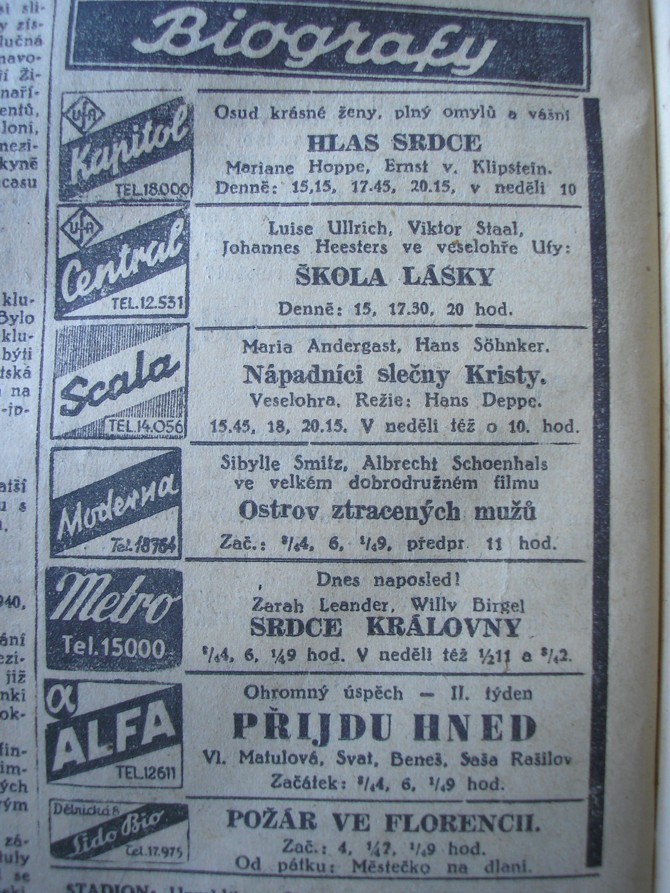 Biografy
UfA
Kapitol
TEL.18.000
Osud krásné ženy, plný omylů a vášní
HLAS SRDCE
Mariane Hoppe, Ernst v. Klipstein.
Denně: 15,15, 17.45, 20.15, v neděli 10
UfA
Central
TEL.12.531
Luise Ullrich, Viktor Staal,
Johannes Heesters ve veselohře Ufy:
ŠKOLA LÁSKY
Denně: 15, 17.30, 20 hod.
Scala
TEL.14.056
Maria Andergast, Hans Söhnker.
Nápadníci slečny Kristy.
Veselohra. Režie: Hans Deppe.
15.45, 18, 20.15. V neděli též o 10. hod.
Moderna
Tel.18764
Sibylle Smitz, Albrecht Schoenhals
ve velkém dobrodružném filmu
Ostrov ztracených mužů
Zač.: ¾4, 6, ¼9, předpr. 11 hod.
Metro
Tel.15000
Dnes naposled!
Zarah Leander, Willy Birgel
SRDCE KRÁLOVNY
¾4, 6, ¼9 hod. V neděli též ½11 a ¾2.
α
ALFA
TEL.12611
Ohromný úspěch — II. týden
PŘIJDU HNED
Vl. Matulová, Svat. Beneš, Saša Rašilov
Začátek: ¾4, 6, ¼9 hod.
Dělnická 8
Lido Bio
Tel.17.975
POŽÁR VE FLORENCII.
Zač.: 4, ¼7, ½9 hod.
Od pátku: Městečko na dlani.
STADION: